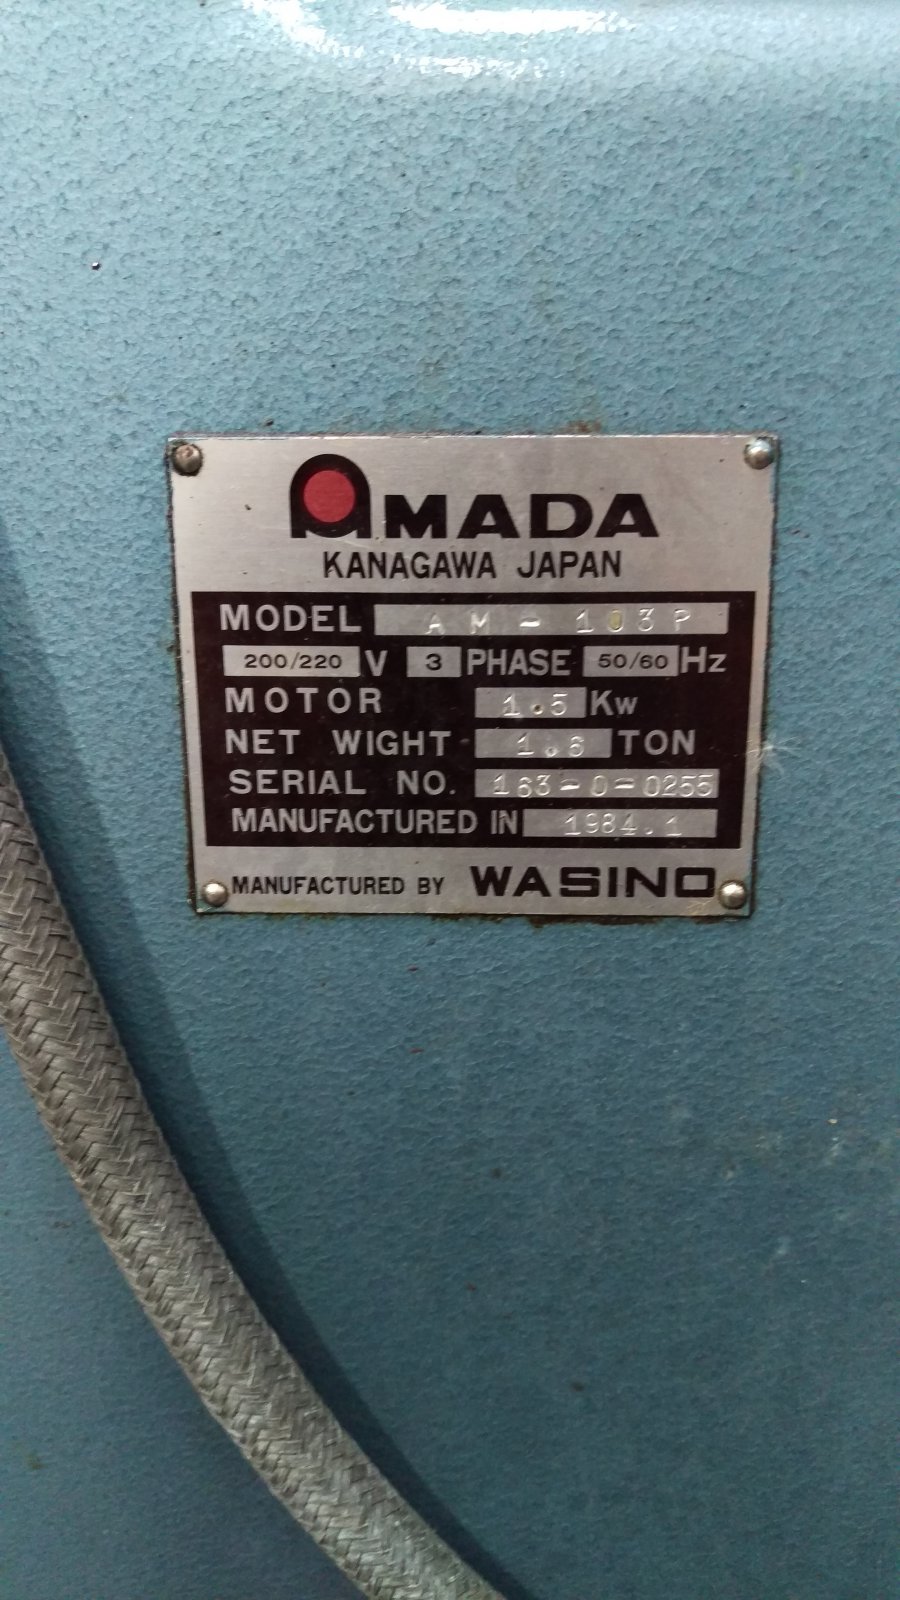 AMADA
KANAGAWA JAPAN
MODEL AM-103P
200/220 V 3 PHASE 50/60 Hz
MOTOR 1.5 Kw
NET WIGHT 1.6 TON
SERIAL NO. 163-0-0255
MANUFACTURED IN 1984.1
MANUFACTURED BY WASINO